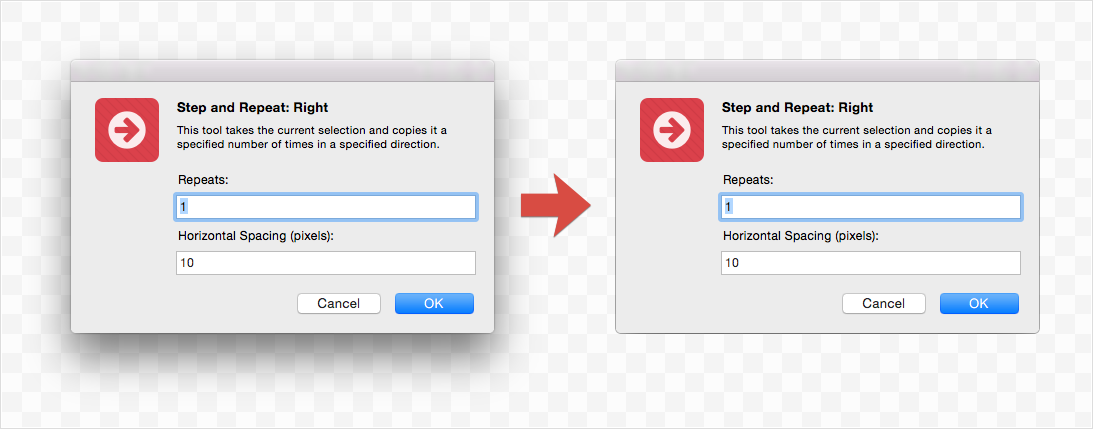 Step and Repeat: Right
This tool takes the current selection and copies it a
specified number of times in a specified direction.
Repeats:
1
Horizontal Spacing (pixels):
10
Cancel OK
Step and Repeat: Right
This tool takes the current selection and copies it a
specified number of times in a specified direction.
Repeats:
1
Horizontal Spacing (pixels):
10
Cancel OK